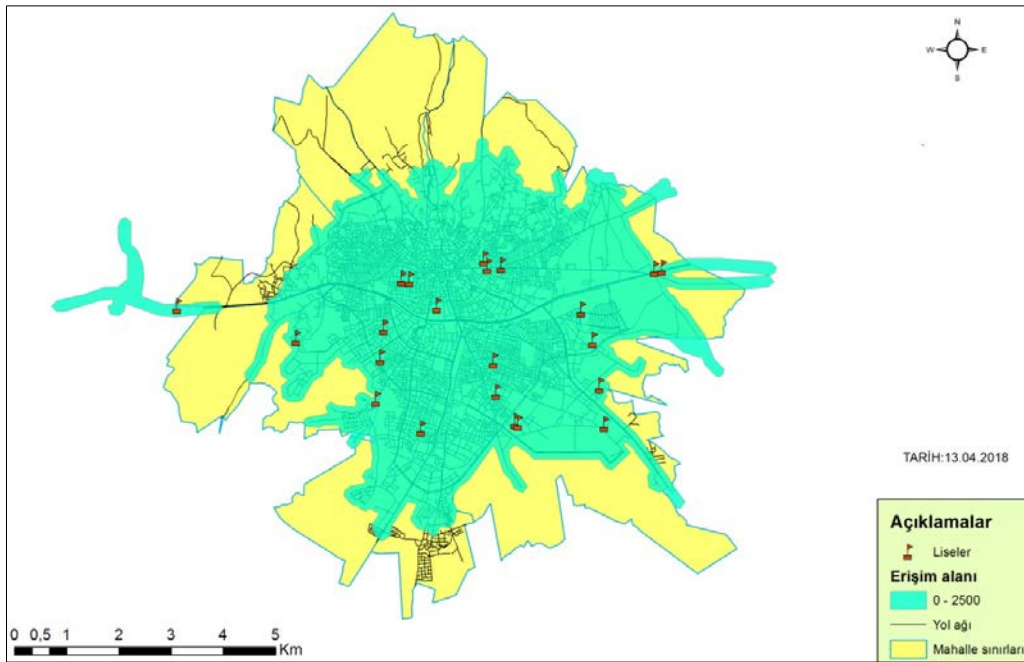 N
W E
S
TARİH:13.04.2018
Açıklamalar
Liseler
Erişim alanı
0 - 2500
Yol ağı
Mahalle sınırları
0 0,5 1 2 3 4 5
Km